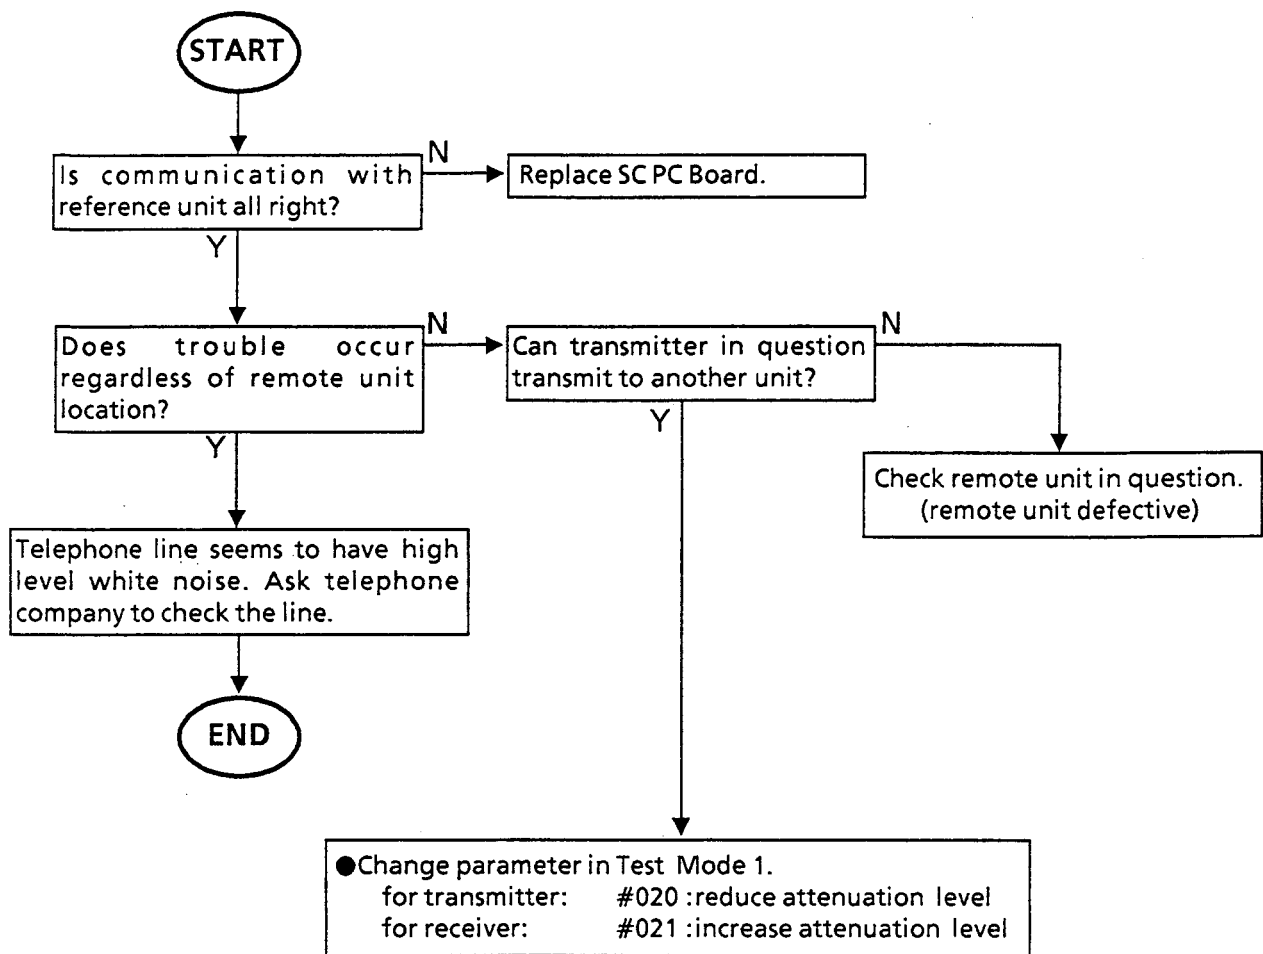 START
Is communication with
reference unit all right?
N
Replace SC PC Board.
Y
Does trouble occur
regardless of remote unit
location?
N
Can transmitter in question
transmit to another unit?
N
Y
Y
Check remote unit in question.
(remote unit defective)
Telephone line seems to have high
level white noise. Ask telephone
company to check the line.
END
●Change parameter in Test Mode 1.
for transmitter: #020 :reduce attenuation level
for receiver: #021 :increase attenuation level